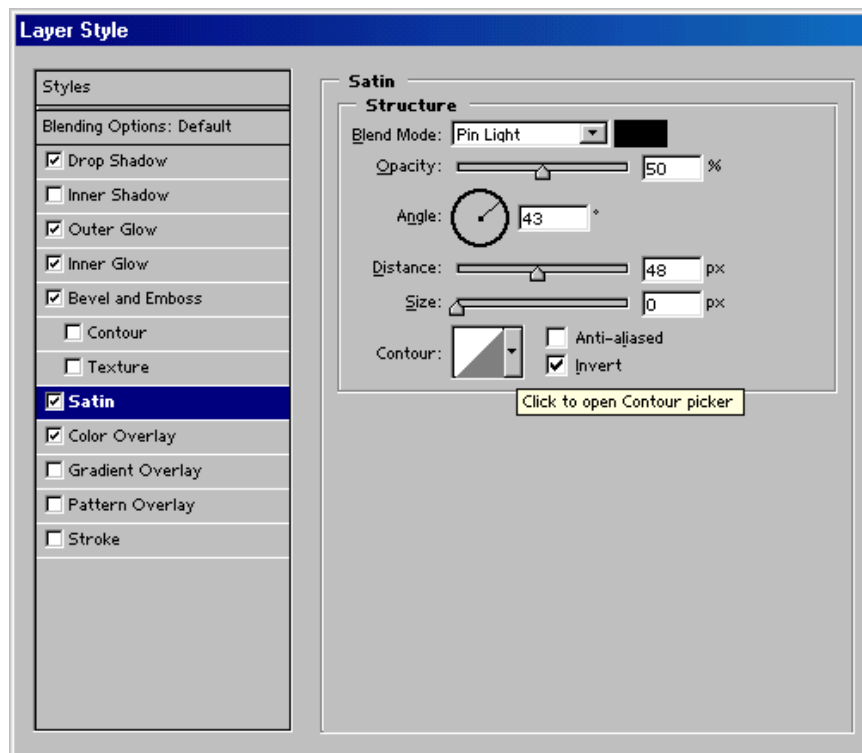 Layer Style
Styles
Blending Options: Default
Drop Shadow
Inner Shadow
Outer Glow
Inner Glow
Bevel and Emboss
Contour
Texture
Satin
Color Overlay
Gradient Overlay
Pattern Overlay
Stroke
Satin
Structure
Blend Mode: Pin Light
Opacity: 50 %
Angle: 43 °
Distance: 48 px
Size: 0 px
Contour: Anti-aliased
Invert
Click to open Contour picker